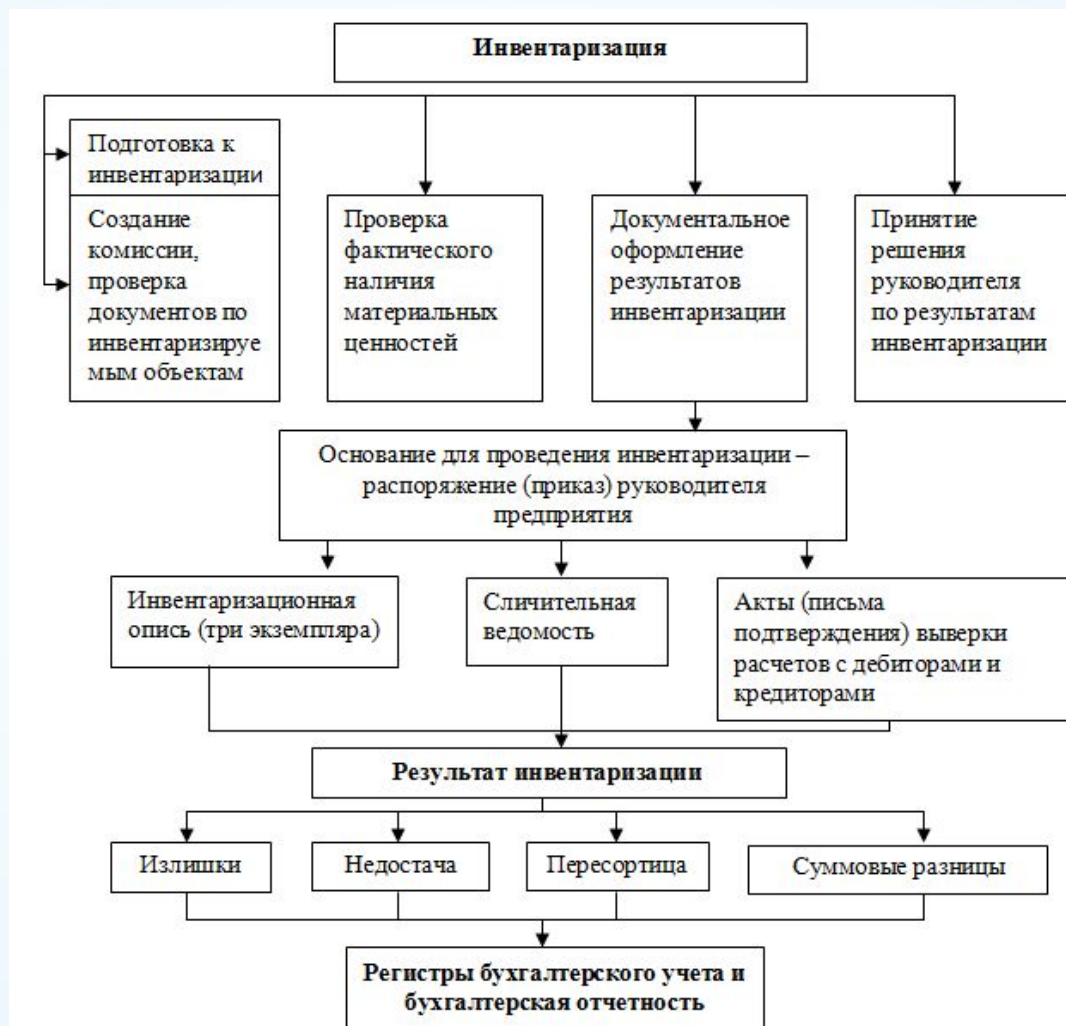 Инвентаризация
Подготовка к
инвентаризации
Создание
комиссии,
проверка
документов по
инвентаризируе
мым объектам
Проверка
фактического
наличия
материальных
ценностей
Документальное
оформление
результатов
инвентаризации
Принятие
решения
руководителя
по результатам
инвентаризации
Основание для проведения инвентаризации –
распоряжение (приказ) руководителя
предприятия
Инвентаризационная
опись (три экземпляра)
Сличительная
ведомость
Акты (письма
подтверждения) выверки
расчетов с дебиторами и
кредиторами
Результат инвентаризации
Излишки
Недостача
Пересортица
Суммовые разницы
Регистры бухгалтерского учета и
бухгалтерская отчетность